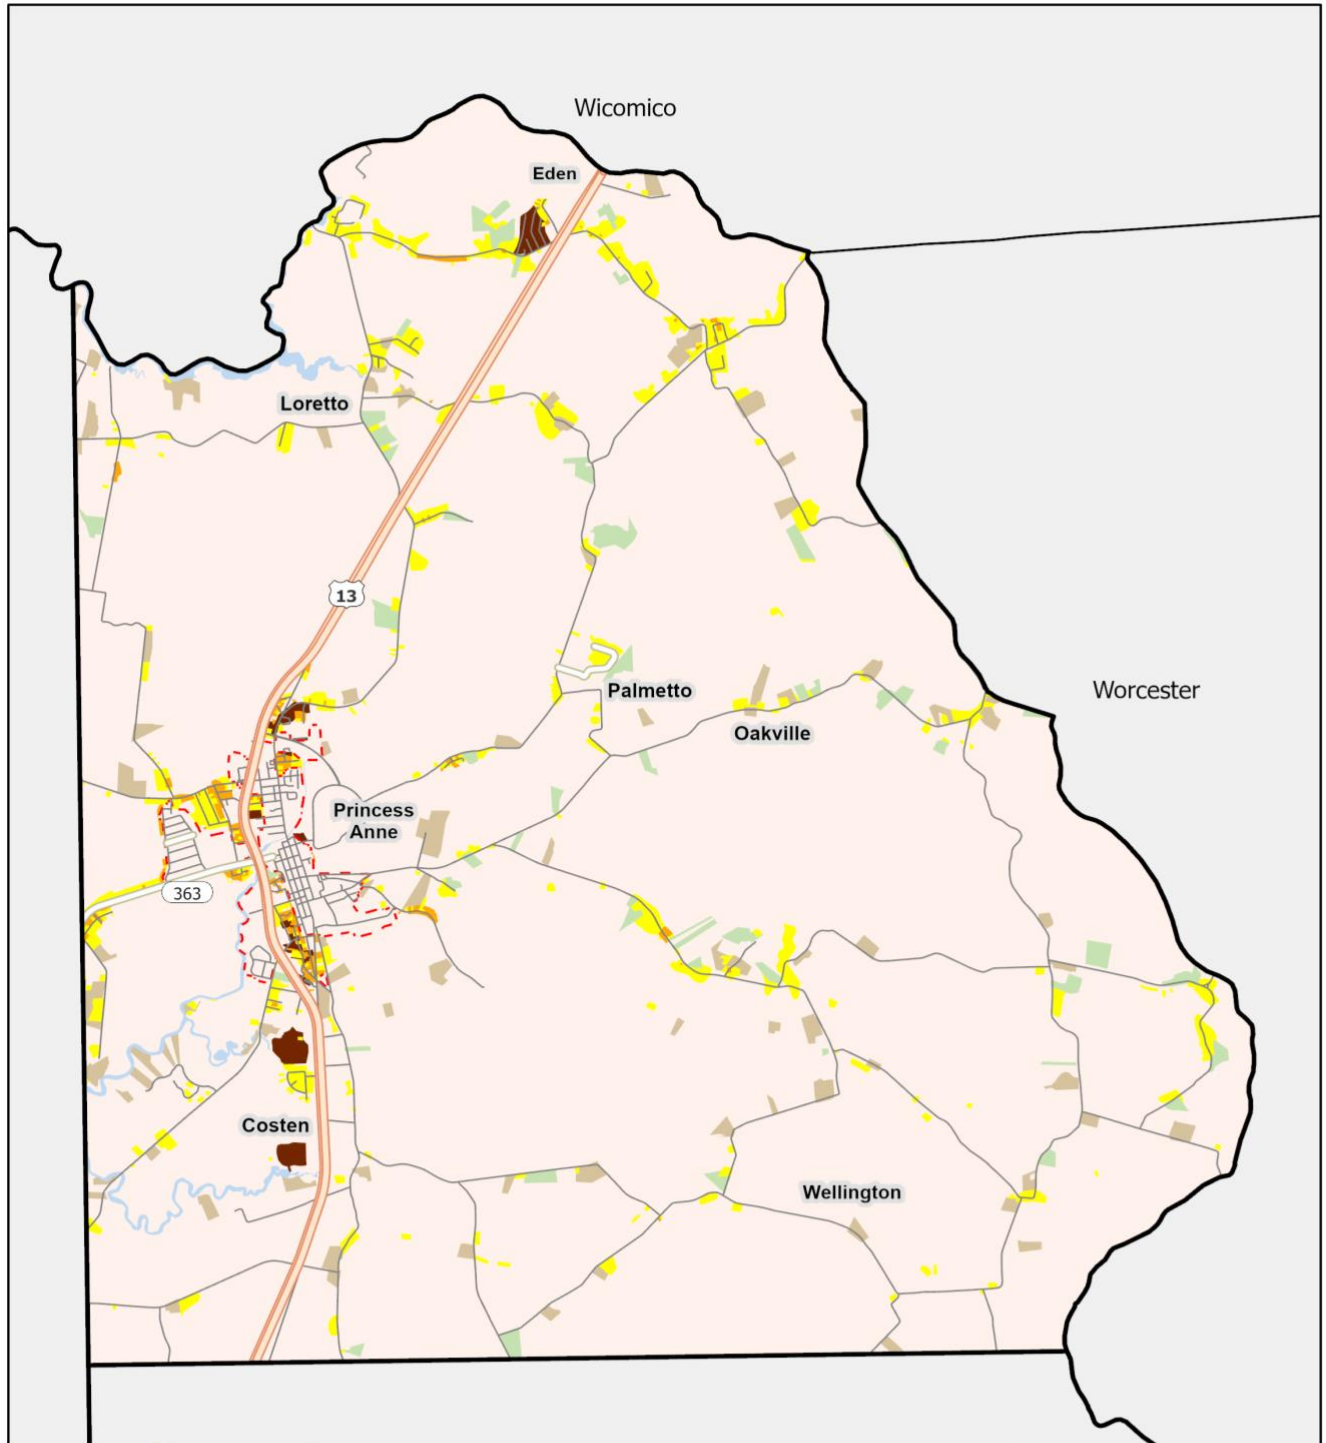 Wicomico
Eden
Loretto
13
Worcester
Palmetto
Oakville
Princess
Anne
363
Costen
Wellington